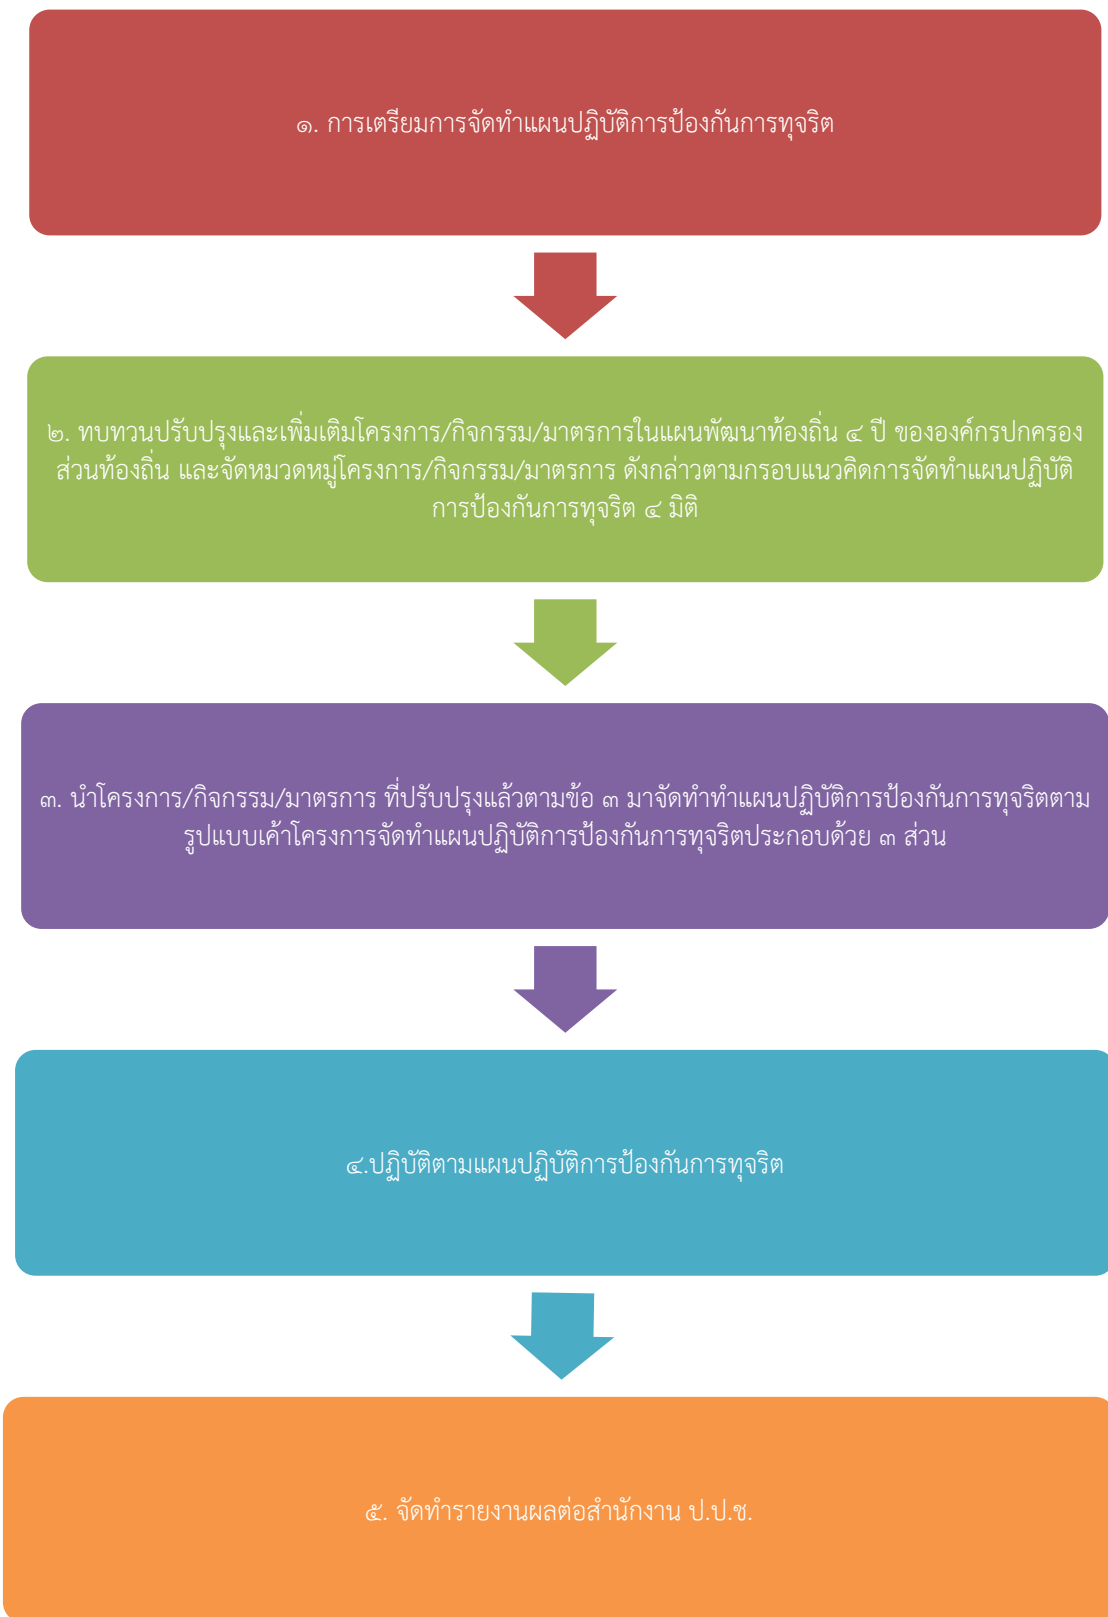 ๑. การเตรียมการจัดทำแผนปฏิบัติการป้องกันการทุจริต
๒. ทบทวนปรับปรุงและเพิ่มเติมโครงการ/กิจกรรม/มาตรการในแผนพัฒนาท้องถิ่น ๔ ปี ขององค์กรปกครอง
ส่วนท้องถิ่น และจัดหมวดหมู่โครงการ/กิจกรรม/มาตรการ ดังกล่าวตามกรอบแนวคิดการจัดทำแผนปฏิบัติ
การป้องกันการทุจริต ๔ มิติ
๓. นำโครงการ/กิจกรรม/มาตรการ ที่ปรับปรุงแล้วตามข้อ ๓ มาจัดทำทำแผนปฏิบัติการป้องกันการทุจริตตาม
รูปแบบเค้าโครงการจัดทำแผนปฏิบัติการป้องกันการทุจริตประกอบด้วย ๓ ส่วน
๔.ปฏิบัติตามแผนปฏิบัติการป้องกันการทุจริต
๕. จัดทำรายงานผลต่อสำนักงาน ป.ป.ช.